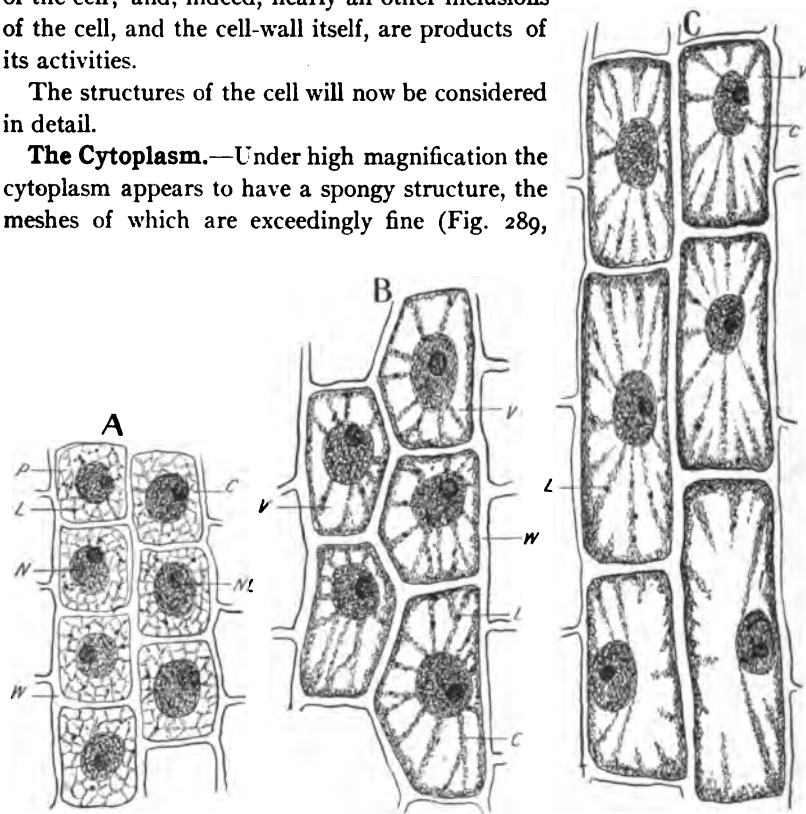 of the cell; and, indeed, nearly all other inclusions
of the cell, and the cell-wall itself, are products of
its activities.
The structures of the cell will now be considered
in detail.
The Cytoplasm.—Under high magnification the
cytoplasm appears to have a spongy structure, the
meshes of which are exceedingly fine (Fig. 289,
A
P
L
N
W
C
NL
B
V
V
W
L
C
C
V
C
L